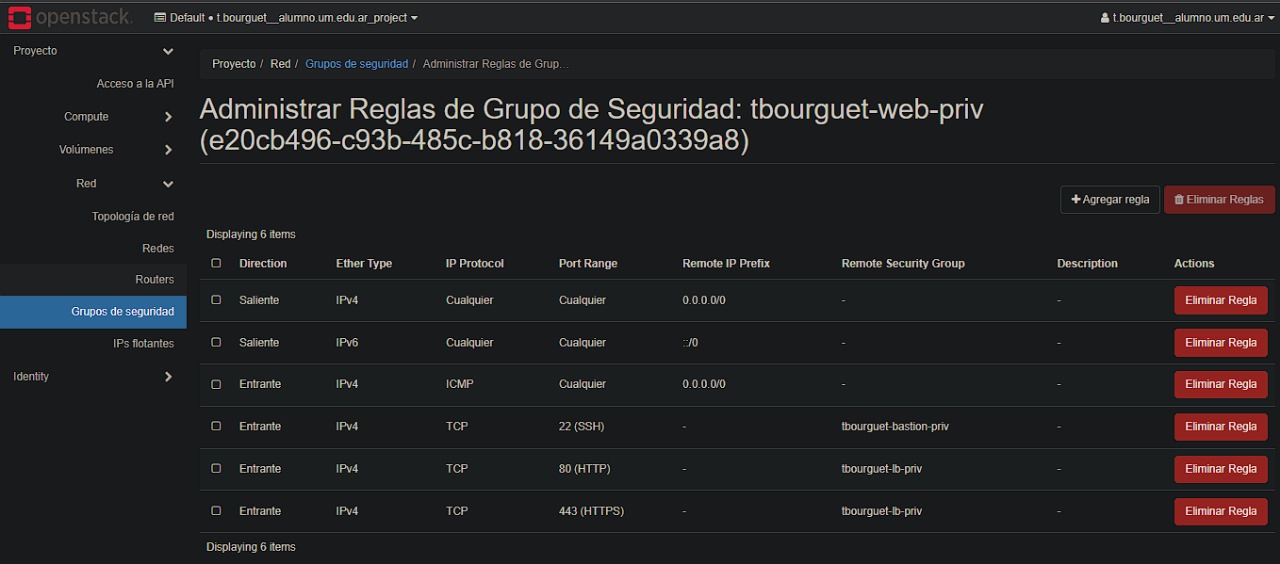 openstack.
Default • t.bourguet__alumno.um.edu.ar_project
t.bourguet__alumno.um.edu.ar
Proyecto
Acceso a la API
Compute
Volúmenes
Red
Topología de red
Redes
Routers
Grupos de seguridad
IPs flotantes
Identity
Proyecto / Red / Grupos de seguridad / Administrar Reglas de Grup…
Administrar Reglas de Grupo de Seguridad: tbourguet-web-priv
(e20cb496-c93b-485c-b818-36149a0339a8)
Agregar regla
Eliminar Reglas
Displaying 6 items
Direction Ether Type IP Protocol Port Range Remote IP Prefix Remote Security Group Description Actions
Saliente IPv4 Cualquier Cualquier 0.0.0.0/0 - - Eliminar Regla
Saliente IPv6 Cualquier Cualquier ::/0 - - Eliminar Regla
Entrante IPv4 ICMP Cualquier 0.0.0.0/0 - - Eliminar Regla
Entrante IPv4 TCP 22 (SSH) - tbourguet-bastion-priv - Eliminar Regla
Entrante IPv4 TCP 80 (HTTP) - tbourguet-lb-priv - Eliminar Regla
Entrante IPv4 TCP 443 (HTTPS) - tbourguet-lb-priv - Eliminar Regla
Displaying 6 items